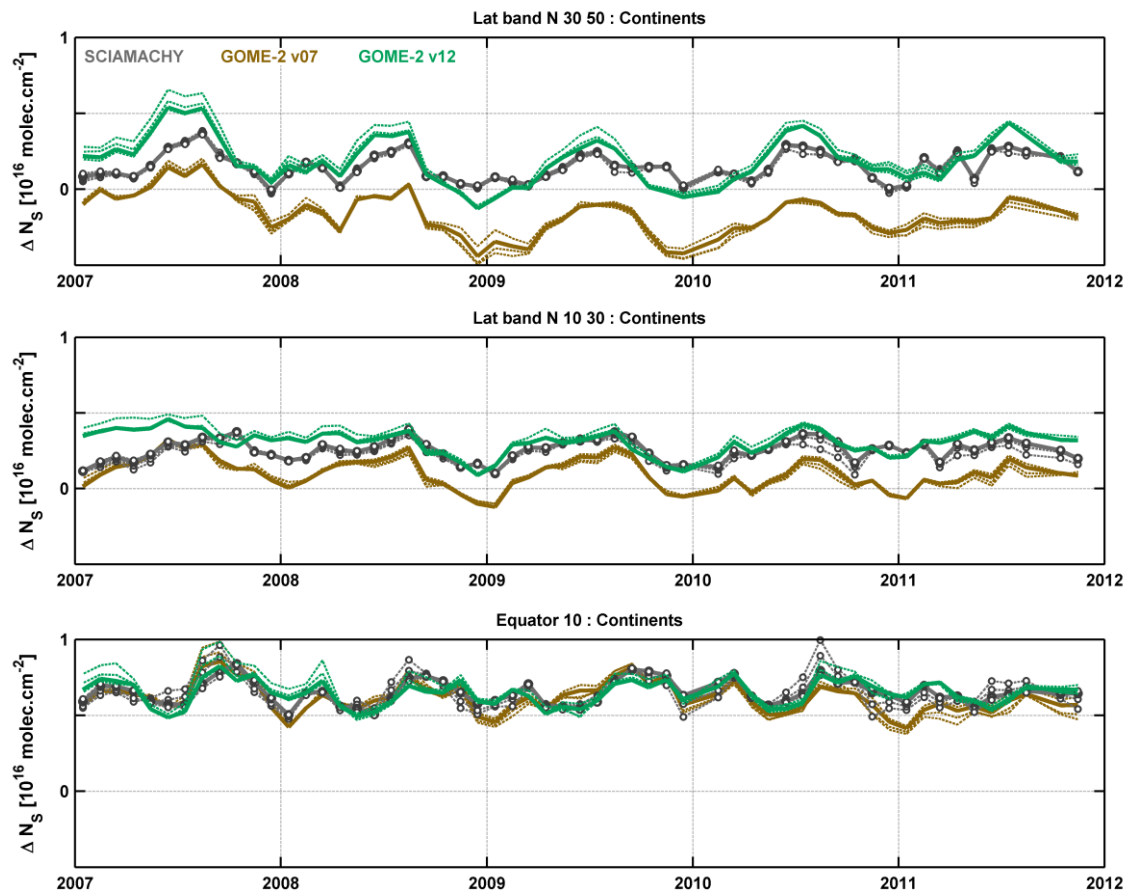 Lat band N 30 50 : Continents
1
SCIAMACHY GOME-2 v07 GOME-2 v12
0
Δ N_S [10^16 molec.cm^-2]
2007 2008 2009 2010 2011 2012
Lat band N 10 30 : Continents
1
0
Δ N_S [10^16 molec.cm^-2]
2007 2008 2009 2010 2011 2012
Equator 10 : Continents
1
0
Δ N_S [10^16 molec.cm^-2]
2007 2008 2009 2010 2011 2012